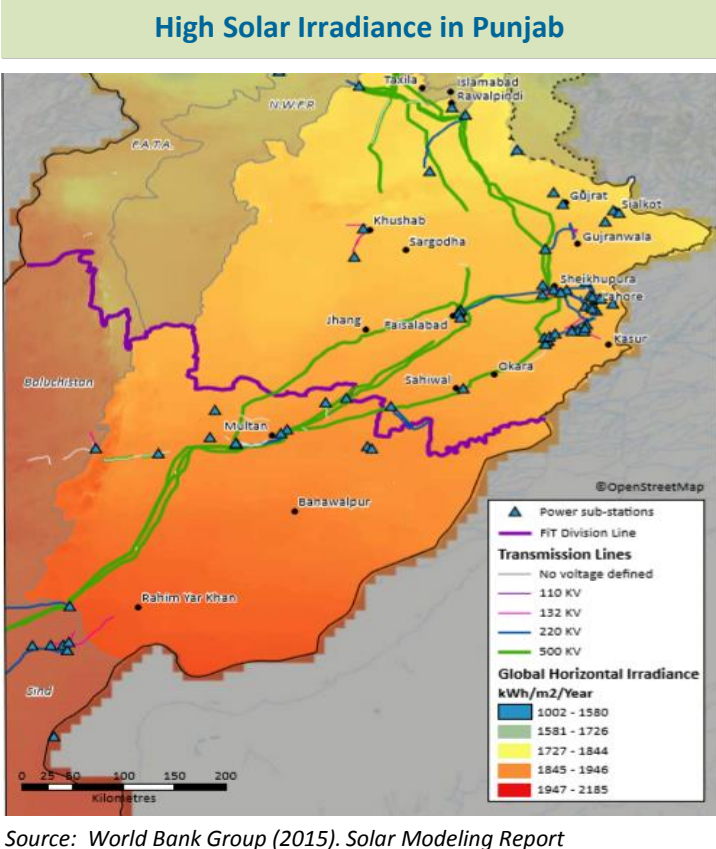 High Solar Irradiance in Punjab
Taxila
Islamabad
Rawalpindi
N.W.F.P.
F.A.T.A.
Gujrat
Sialkot
Khushab
Gujranwala
Sargodha
Sheikhupura
Lahore
Jhang
Faisalabad
Kasur
Okara
Baluchistan
Sahiwal
Multan
©OpenStreetMap
Banawalpur
Power sub-stations
FiT Division Line
Transmission Lines
No voltage defined
110 KV
132 KV
220 KV
500 KV
Rahim Yar Khan
Global Horizontal Irradiance
kWh/m2/Year
1002 - 1580
1581 - 1726
1727 - 1844
1845 - 1946
1947 - 2185
Sind
0 25 50 100 150 200
Kilometres
Source: World Bank Group (2015). Solar Modeling Report